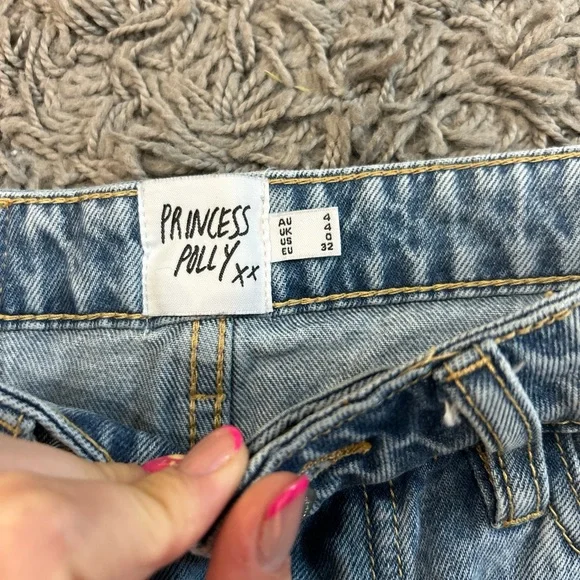 PRINCESS
POLLY xx
AU 4
UK 4
US 0
EU 32